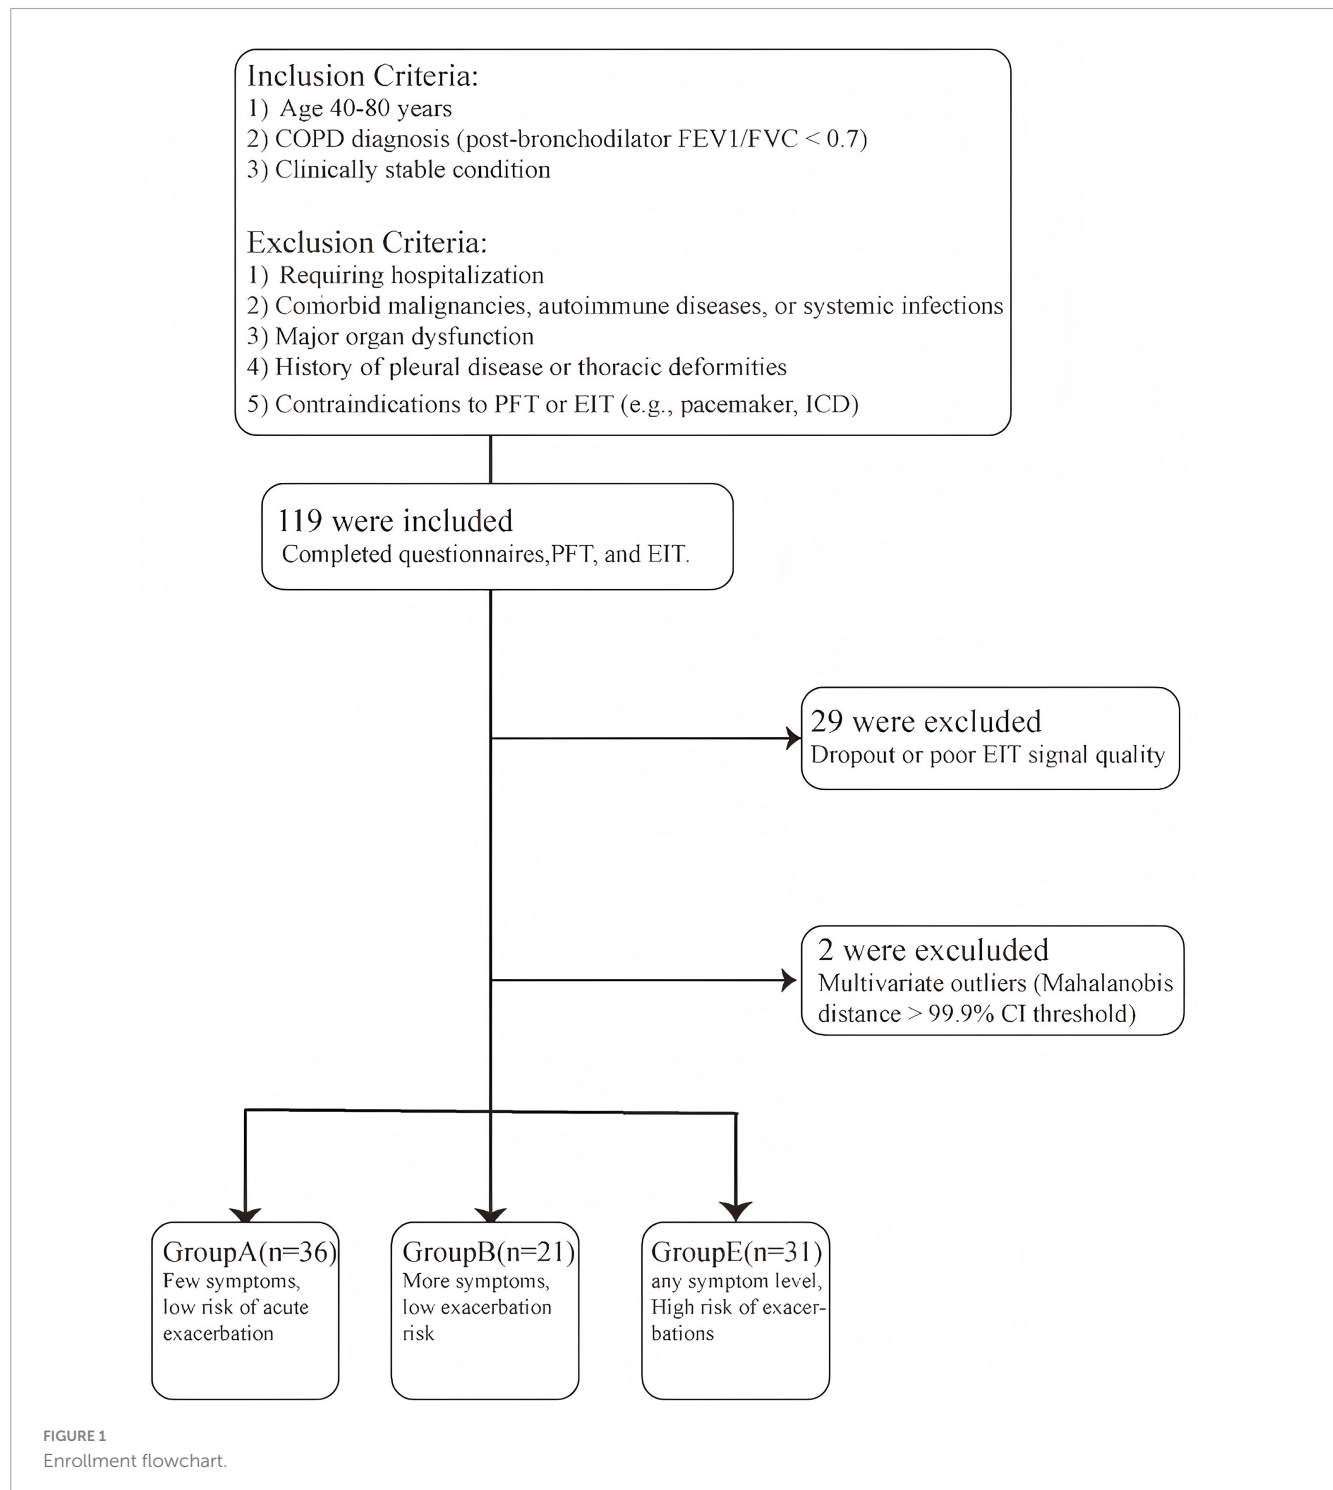 Inclusion Criteria:
1) Age 40-80 years
2) COPD diagnosis (post-bronchodilator FEV1/FVC < 0.7)
3) Clinically stable condition
Exclusion Criteria:
1) Requiring hospitalization
2) Comorbid malignancies, autoimmune diseases, or systemic infections
3) Major organ dysfunction
4) History of pleural disease or thoracic deformities
5) Contraindications to PFT or EIT (e.g., pacemaker, ICD)
119 were included
Completed questionnaires,PFT, and EIT.
29 were excluded
Dropout or poor EIT signal quality
2 were exculuded
Multivariate outliers (Mahalanobis
distance > 99.9% CI threshold)
GroupA(n=36)
Few symptoms,
low risk of acute
exacerbation
GroupB(n=21)
More symptoms,
low exacerbation
risk
GroupE(n=31)
any symptom level,
High risk of exacer-
bations
FIGURE 1
Enrollment flowchart.